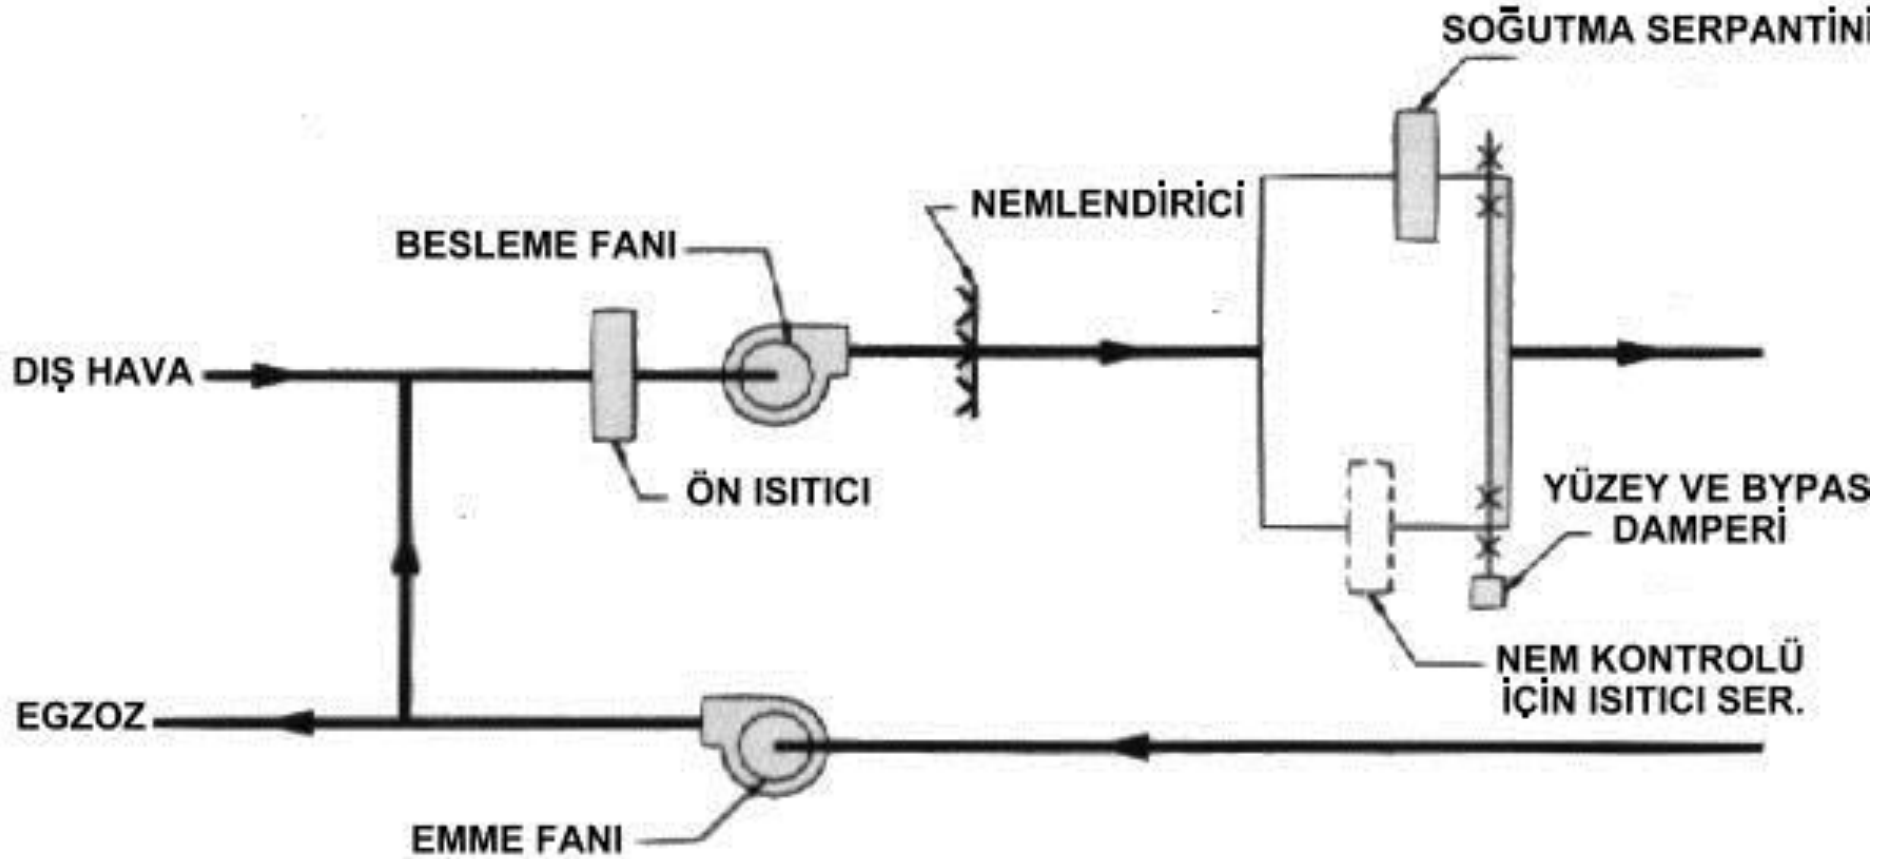 SOĞUTMA SERPANTİNİ
NEMLENDİRİCİ
BESLEME FANI
DIŞ HAVA
ÖN ISITICI
YÜZEY VE BYPAS
DAMPERİ
NEM KONTROLÜ
İÇİN ISITICI SER.
EGZOZ
EMME FANI